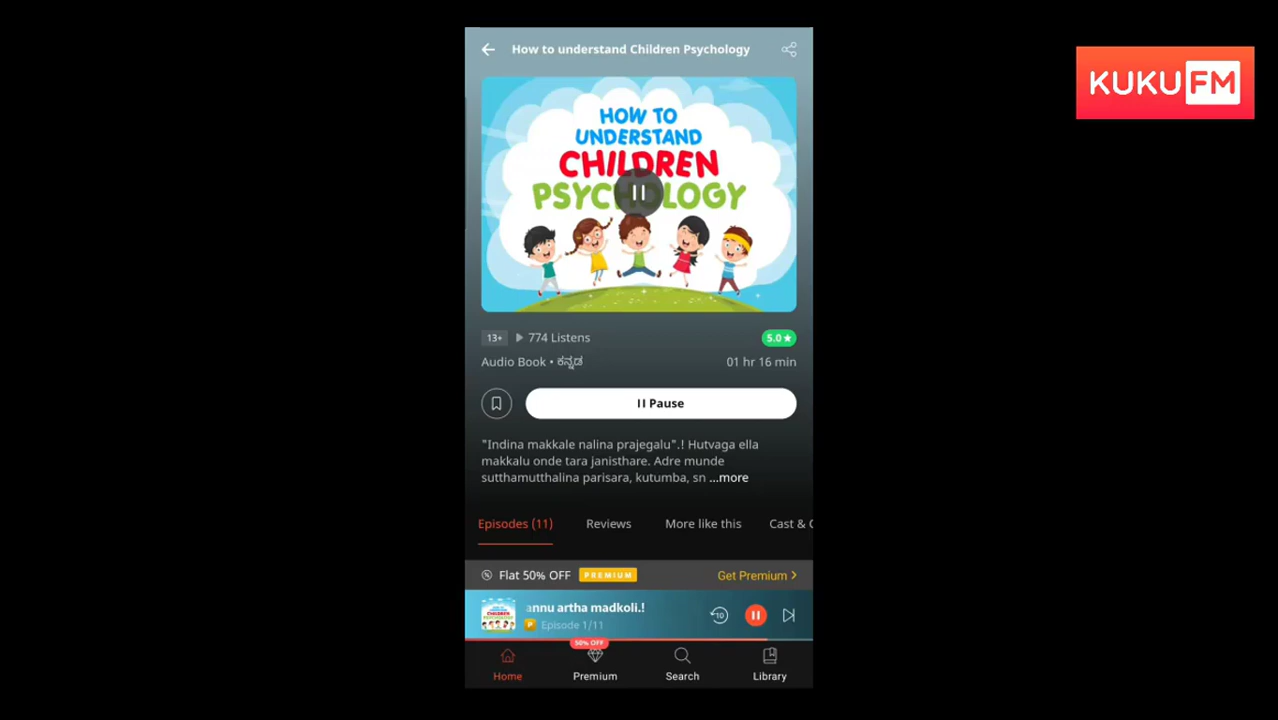 How to understand Children Psychology
KUKU FM
HOW TO
UNDERSTAND
CHILDREN
PSYCHOLOGY
13+ 774 Listens 5.0★
Audio Book • ಕನ್ನಡ 01 hr 16 min
Pause
"Indina makkale nalina prajegalu".! Hutvaga ella
makkalu onde tara janisthare. Adre munde
sutthamutthalina parisara, kutumba, sn ...more
Episodes (11) Reviews More like this Cast & C
Flat 50% OFF PREMIUM Get Premium >
annu artha madkoli.!
P Episode 1/11
10
50% OFF
Home Premium Search Library